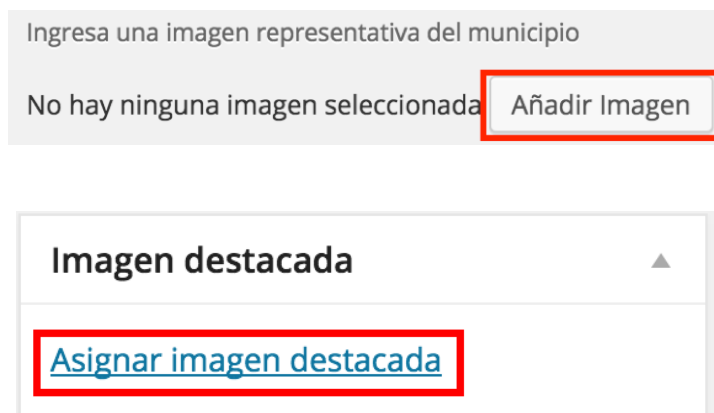 Ingresa una imagen representativa del municipio
No hay ninguna imagen seleccionada Añadir Imagen
Imagen destacada
Asignar imagen destacada